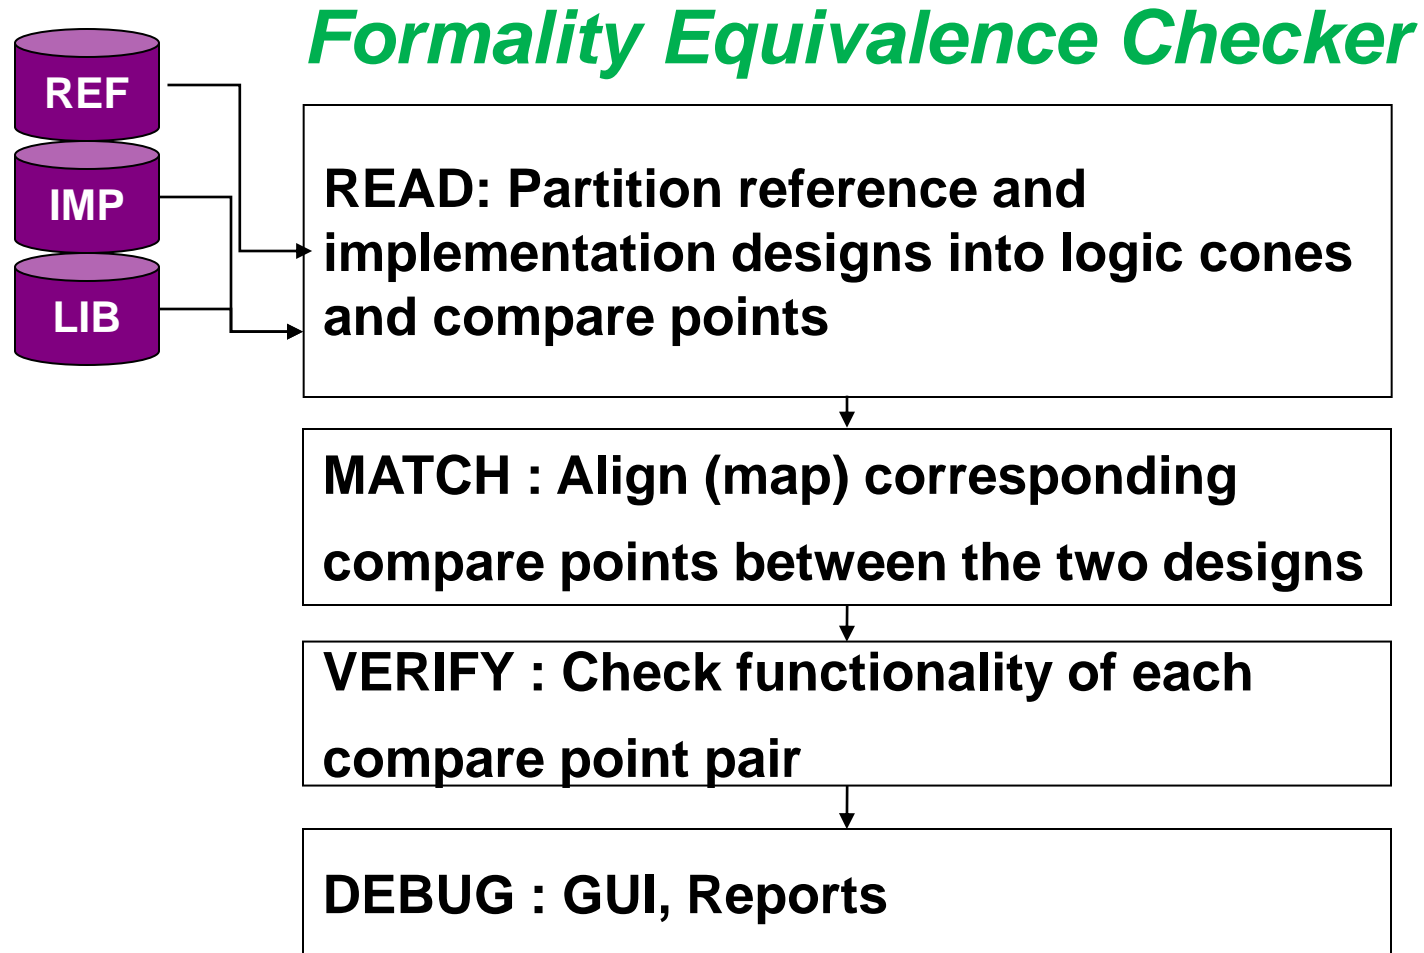 Formality Equivalence Checker
REF
IMP
LIB
READ: Partition reference and
implementation designs into logic cones
and compare points
MATCH : Align (map) corresponding
compare points between the two designs
VERIFY : Check functionality of each
compare point pair
DEBUG : GUI, Reports